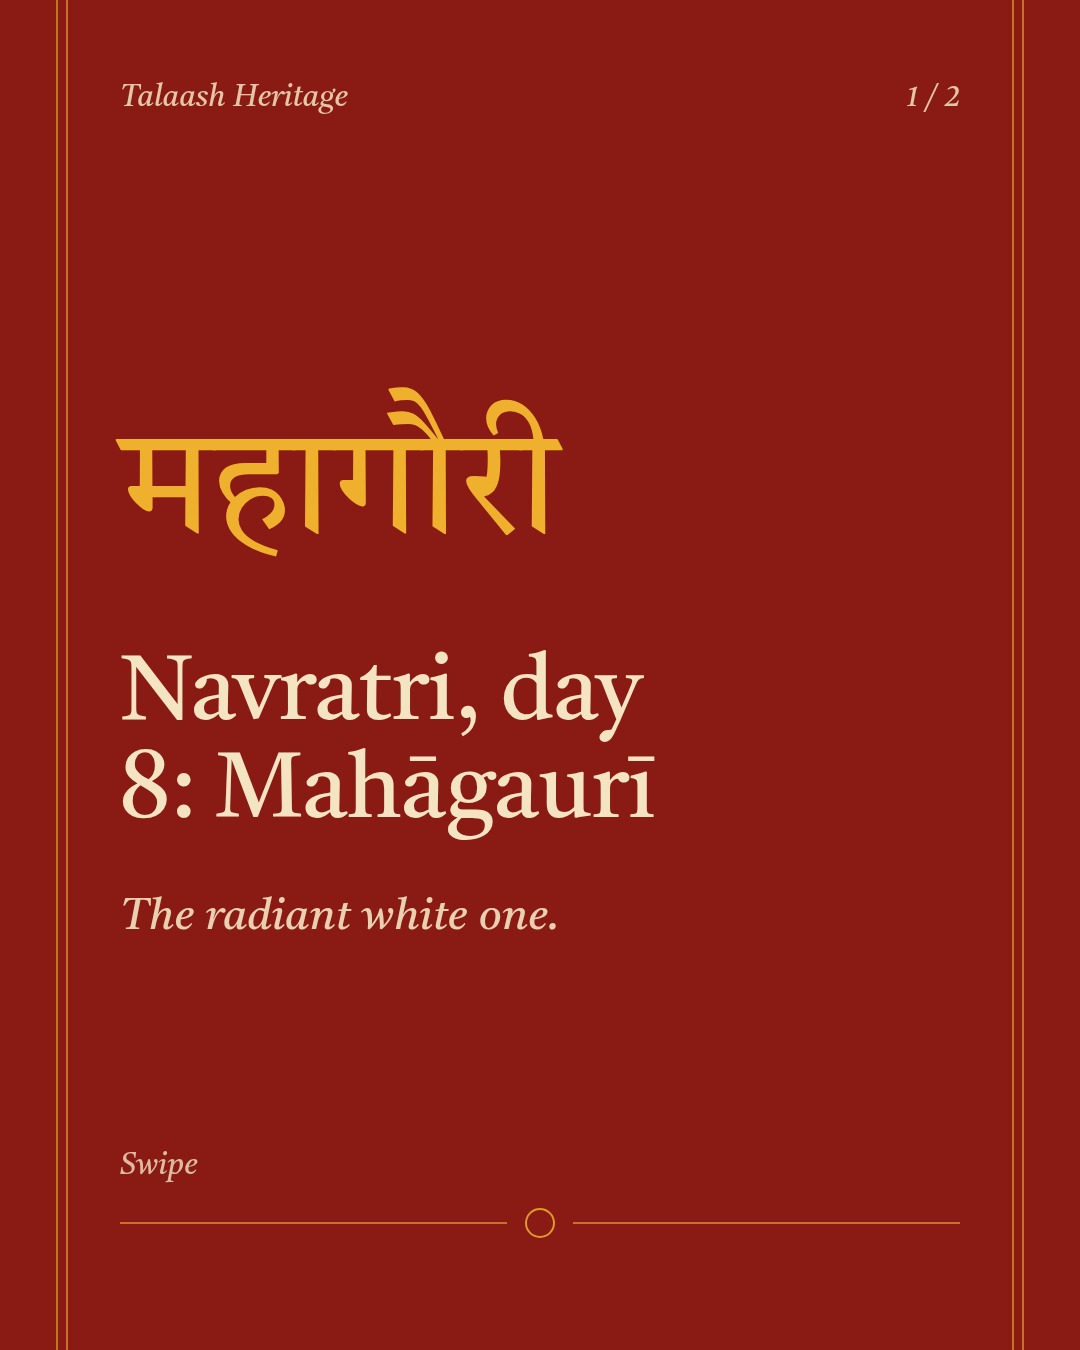 Talaash Heritage
1 / 2
महागौरी
Navratri, day
8: Mahāgaurī
The radiant white one.
Swipe